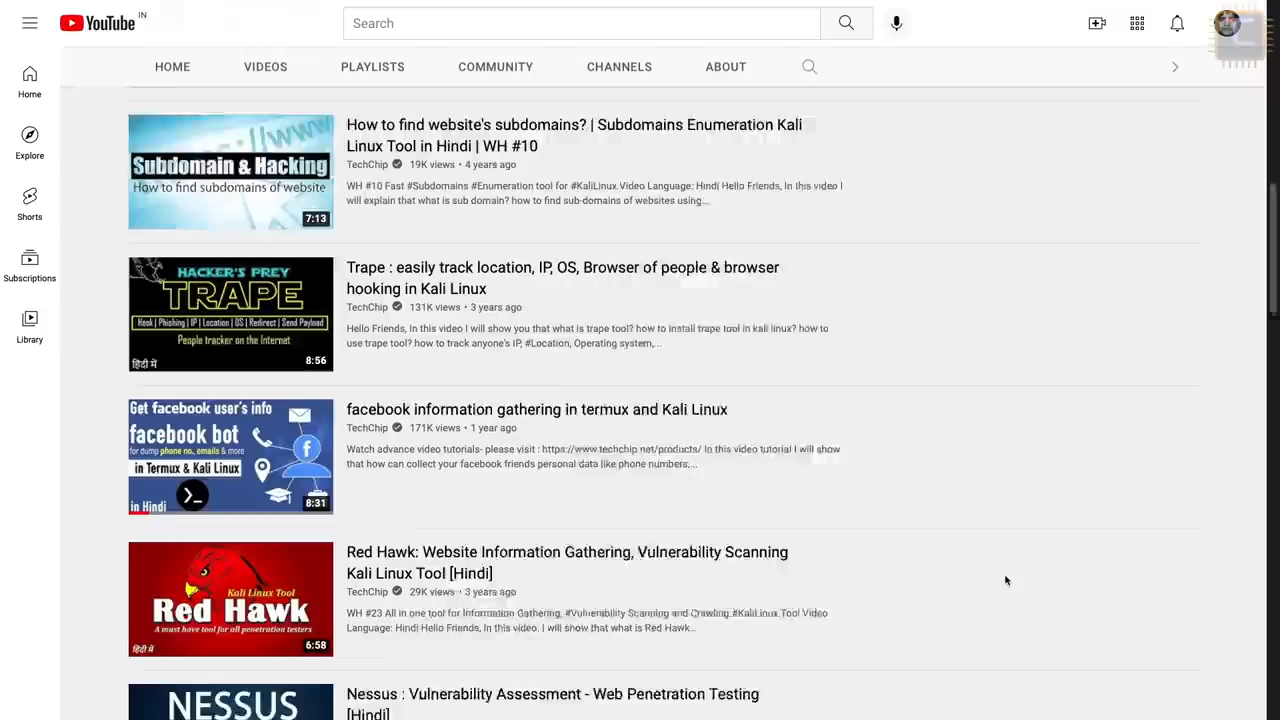 YouTube IN
Search
HOME VIDEOS PLAYLISTS COMMUNITY CHANNELS ABOUT
Home
Explore
Shorts
Subscriptions
Library
://www
Subdomain & Hacking
How to find subdomains of website
7:13
How to find website's subdomains? | Subdomains Enumeration Kali
Linux Tool in Hindi | WH #10
TechChip 19K views • 4 years ago
WH #10 Fast #Subdomains #Enumeration tool for #KaliLinux Video Language: Hindi Hello Friends, In this video I
will explain that what is sub domain? how to find sub-domains of websites using...
HACKER'S PREY
TRAPE
Hook | Phishing | IP | Location | OS | Redirect | Send Payload
People tracker on the Internet
हिंदी में
8:56
Trape : easily track location, IP, OS, Browser of people & browser
hooking in Kali Linux
TechChip 131K views • 3 years ago
Hello Friends, In this video I will show you that what is trape tool? how to install trape tool in kali linux? how to
use trape tool? how to track anyone's IP, #Location, Operating system,...
Get facebook user's info
facebook bot
for dump phone no., emails & more
in Termux & Kali Linux
in Hindi
8:31
facebook information gathering in termux and Kali Linux
TechChip 171K views • 1 year ago
Watch advance video tutorials- please visit : https://www.techchip.net/products/ In this video tutorial I will show
that how can collect your facebook friends personal data like phone numbers,...
Kali Linux Tool
Red Hawk
A must have tool for all penetration testers
हिंदी में
6:58
Red Hawk: Website Information Gathering, Vulnerability Scanning
Kali Linux Tool [Hindi]
TechChip 29K views • 3 years ago
WH #23 All in one tool for Information Gathering, #Vulnerability Scanning and Crawling #KaliLinux Tool Video
Language: Hindi Hello Friends, In this video. I will show that what is Red Hawk...
NESSUS
Nessus : Vulnerability Assessment - Web Penetration Testing
[Hindi]